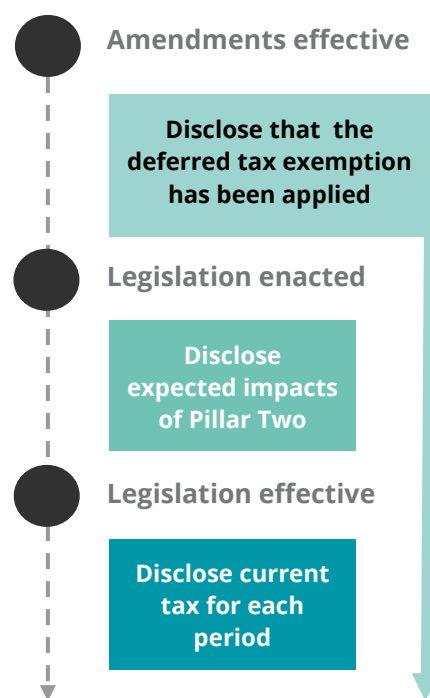 Amendments effective
Disclose that the
deferred tax exemption
has been applied
Legislation enacted
Disclose
expected impacts
of Pillar Two
Legislation effective
Disclose current
tax for each
period